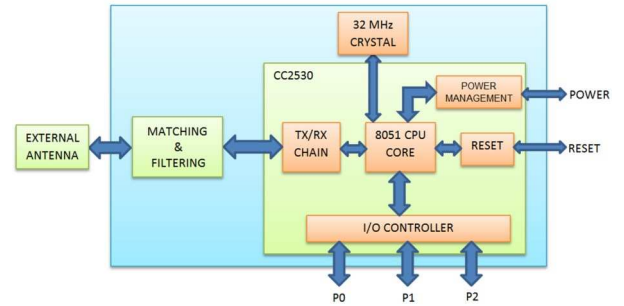 32 MHz
CRYSTAL
CC2530
POWER
MANAGEMENT
POWER
EXTERNAL
ANTENNA
MATCHING
&
FILTERING
TX/RX
CHAIN
8051 CPU
CORE
RESET
RESET
I/O CONTROLLER
P0
P1
P2